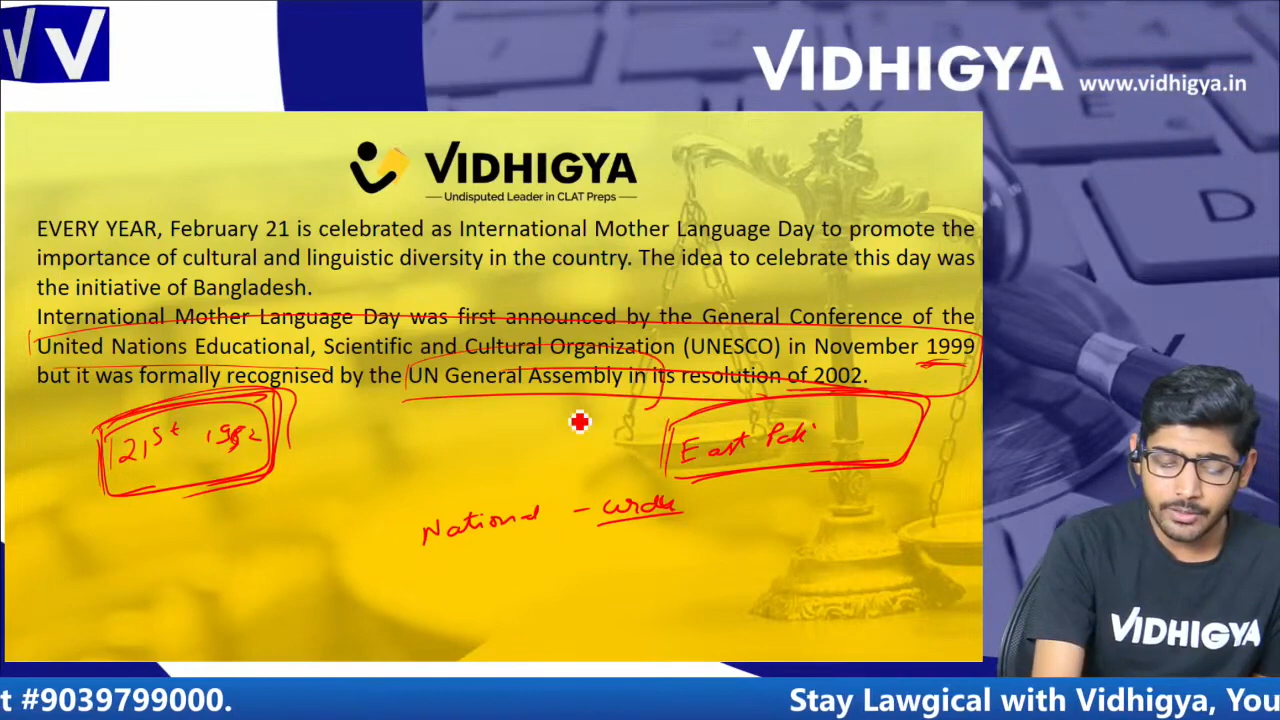 V V
VIDHIGYA www.vidhigya.in
VIDHIGYA
Undisputed Leader in CLAT Preps
EVERY YEAR, February 21 is celebrated as International Mother Language Day to promote the
importance of cultural and linguistic diversity in the country. The idea to celebrate this day was
the initiative of Bangladesh.
International Mother Language Day was first announced by the General Conference of the
United Nations Educational, Scientific and Cultural Organization (UNESCO) in November 1999
but it was formally recognised by the UN General Assembly in its resolution of 2002.
21st 1952
East Pak
National - urdu
VIDHIGYA
t #9039799000.
Stay Lawgical with Vidhigya, You
D